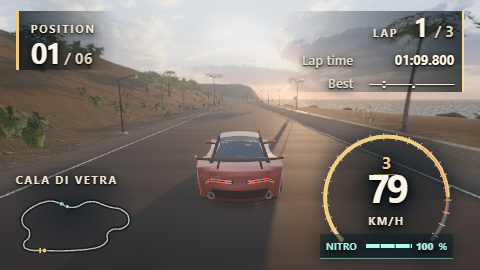 POSITION
01 / 06
LAP 1 / 3
Lap time 01:09.800
Best
CALA DI VETRA
3
79
KM/H
NITRO 100 %